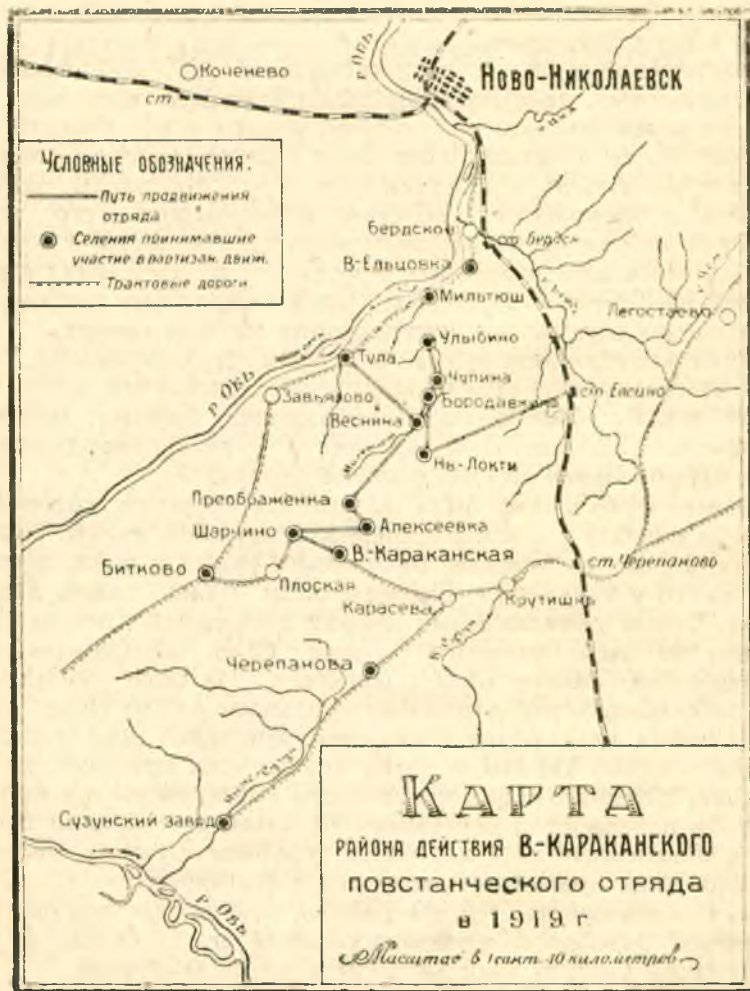 Коченево
ст.
р Обь
Ново-Николаевск
Условные обозначения:
Путь продвижения
отряда
Селения принимавшие
участие в партизан. движ.
Трактовые дороги.
Бердское
ст. Бердск
В-Ельцовка
Мильтюш
Легостаево
Улыбино
Тула
Чупина
р Обь
Завьялово
Бородавкина
ст. Евсино
Веснина
Нв-Локти
Преображенка
Шарчино
Алексеевка
В.-Караканская
ст. Черепаново
Битково
Плоская
Карасева
Крутишка
Черепанова
Сузунский завод
р Обь
Карта
района действия В.-Караканского
повстанческого отряда
в 1919 г
Масштаб в 1 сант. 10 километров